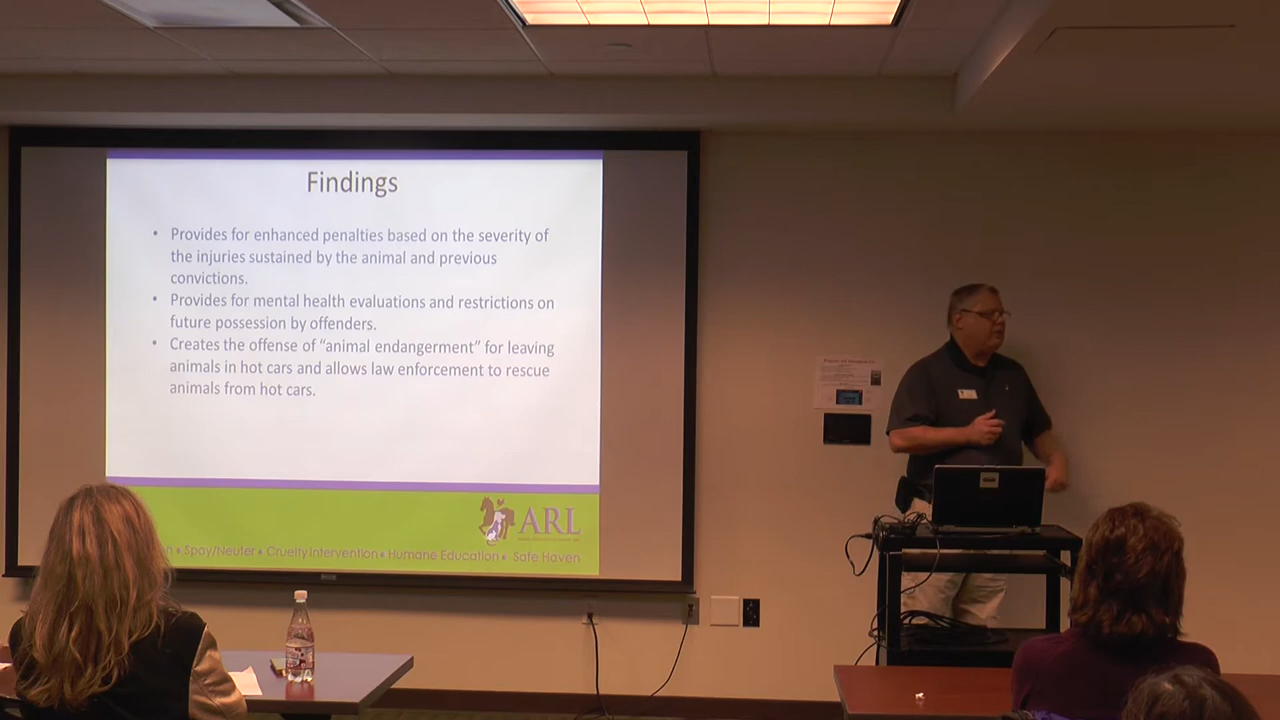 Findings
• Provides for enhanced penalties based on the severity of
the injuries sustained by the animal and previous
convictions.
• Provides for mental health evaluations and restrictions on
future possession by offenders.
• Creates the offense of “animal endangerment” for leaving
animals in hot cars and allows law enforcement to rescue
animals from hot cars.
ARL
• Spay/Neuter • Cruelty Intervention • Humane Education • Safe Haven